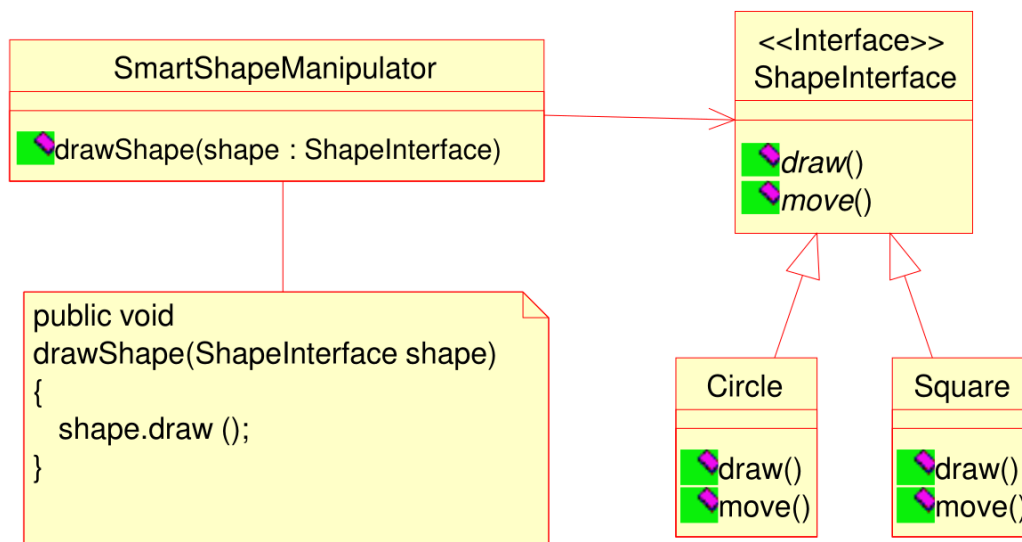 SmartShapeManipulator
drawShape(shape : ShapeInterface)
<<Interface>>
ShapeInterface
draw()
move()
public void
drawShape(ShapeInterface shape)
{
shape.draw ();
}
Circle
draw()
move()
Square
draw()
move()